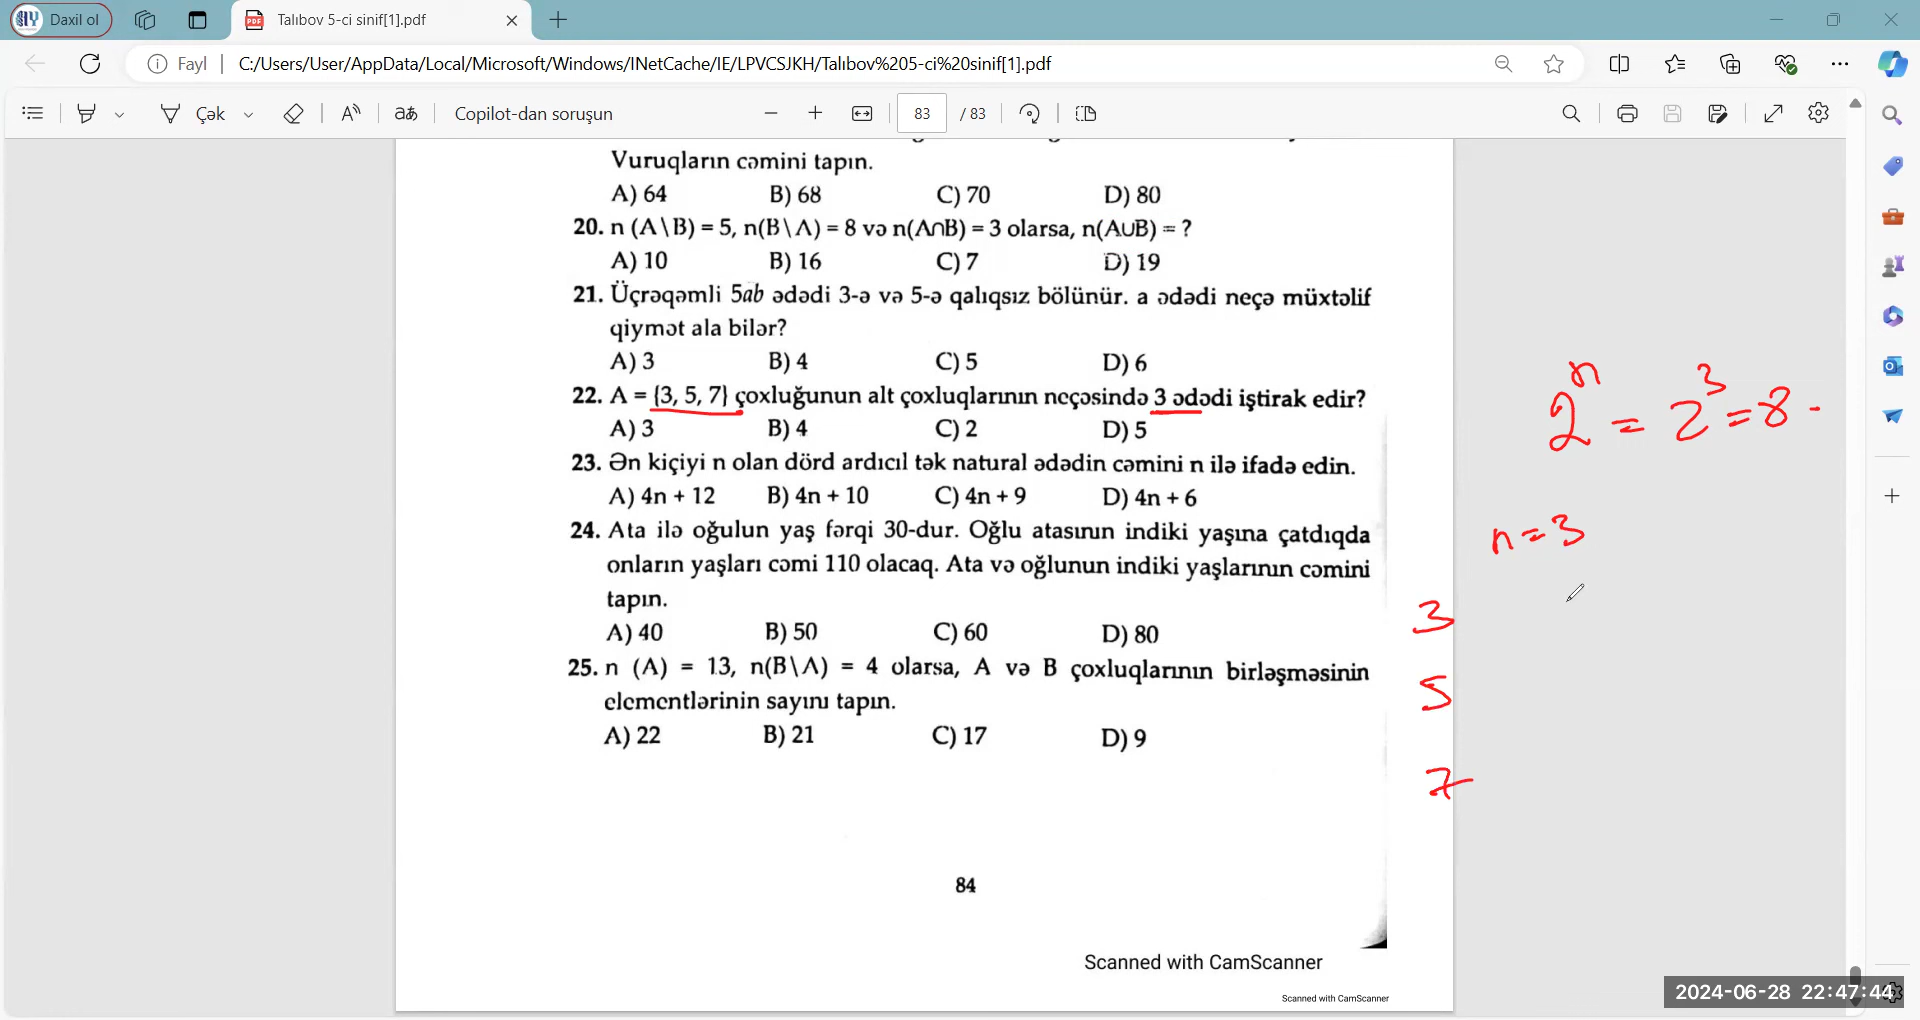 Daxil ol
Talıbov 5-ci sinif[1].pdf
Fayl
C:/Users/User/AppData/Local/Microsoft/Windows/INetCache/IE/LPVCSJKH/Talıbov%205-ci%20sinif[1].pdf
Çək
Copilot-dan soruşun
83 / 83
Vuruqların cəmini tapın.
A) 64 B) 68 C) 70 D) 80
20. n (A\B) = 5, n(B\A) = 8 və n(A∩B) = 3 olarsa, n(A∪B) = ?
A) 10 B) 16 C) 7 D) 19
21. Üçrəqəmli 5ab ədədi 3-ə və 5-ə qalıqsız bölünür. a ədədi neçə müxtəlif
qiymət ala bilər?
A) 3 B) 4 C) 5 D) 6
22. A = {3, 5, 7} çoxluğunun alt çoxluqlarının neçəsində 3 ədədi iştirak edir?
A) 3 B) 4 C) 2 D) 5
23. Ən kiçiyi n olan dörd ardıcıl tək natural ədədin cəmini n ilə ifadə edin.
A) 4n + 12 B) 4n + 10 C) 4n + 9 D) 4n + 6
24. Ata ilə oğulun yaş fərqi 30-dur. Oğlu atasının indiki yaşına çatdıqda
onların yaşları cəmi 110 olacaq. Ata və oğlunun indiki yaşlarının cəmini
tapın.
A) 40 B) 50 C) 60 D) 80
25. n (A) = 13, n(B\A) = 4 olarsa, A və B çoxluqlarının birləşməsinin
elementlərinin sayını tapın.
A) 22 B) 21 C) 17 D) 9
84
Scanned with CamScanner
Scanned with CamScanner
2ⁿ = 2³ = 8 -
n = 3
3
5
7
2024-06-28 22:47:44